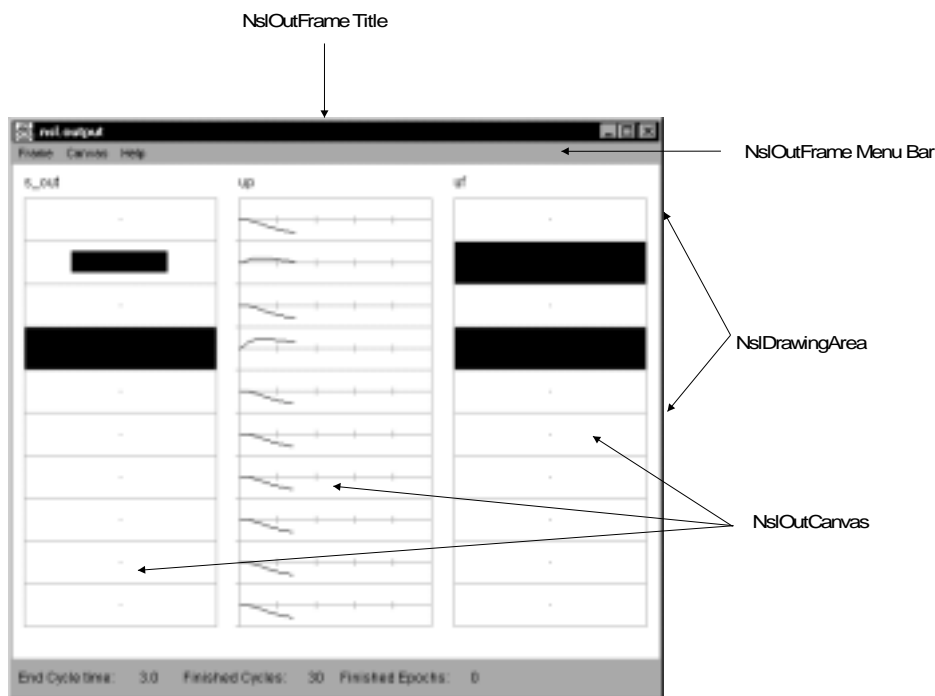 NslOutFrame Title
nsl.output
Frame Canvas Help
NslOutFrame Menu Bar
s_out up uf
NslDrawingArea
NslOutCanvas
End Cycle time: 3.0 Finished Cycles: 30 Finished Epochs: 0